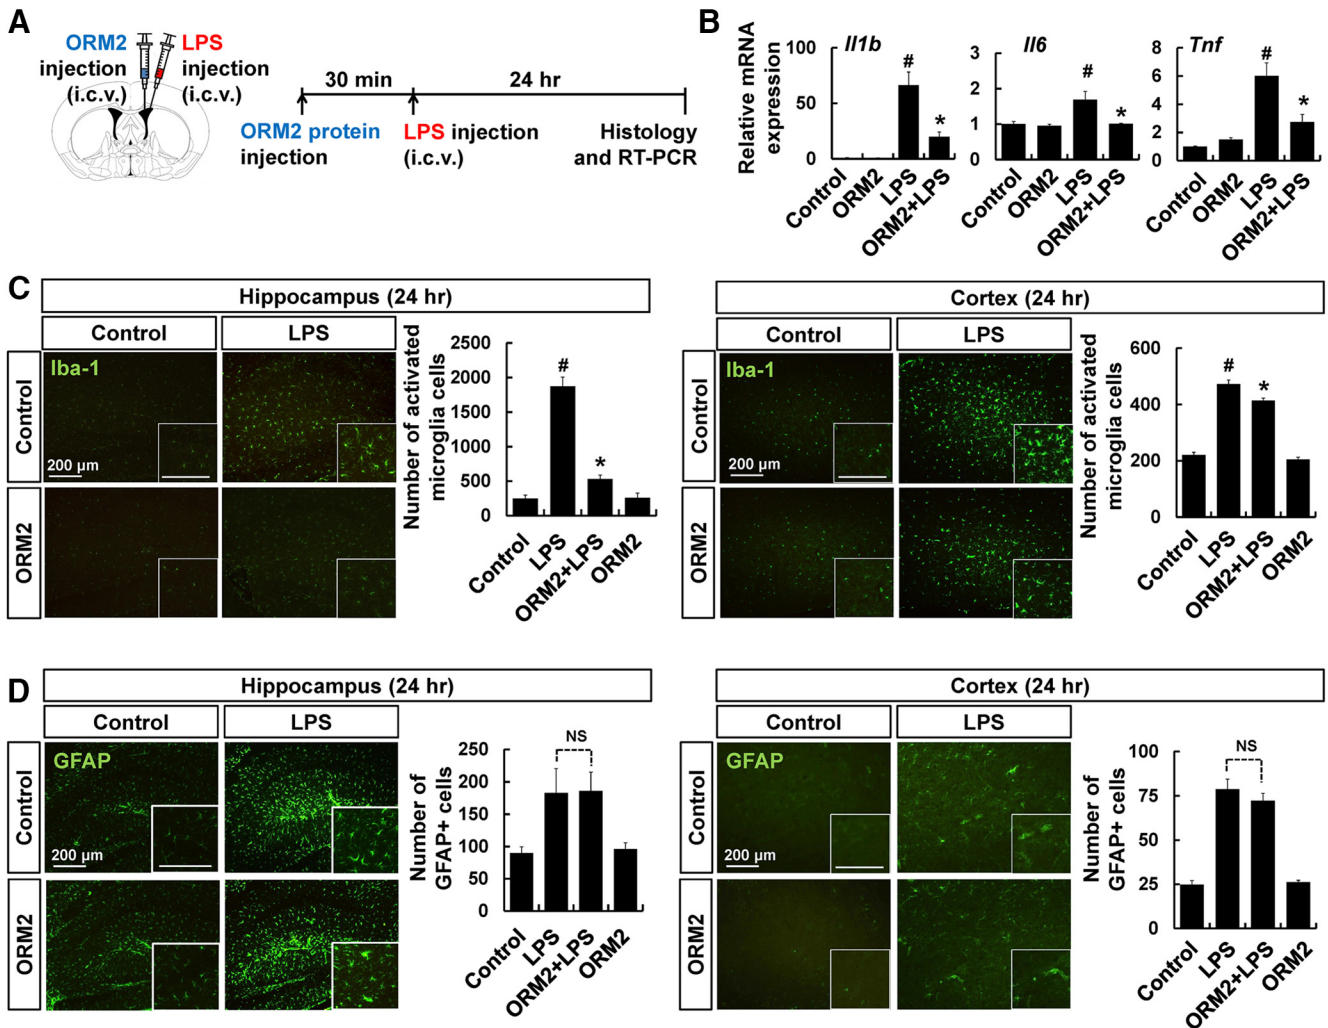 A
ORM2
injection
(i.c.v.)
LPS
injection
(i.c.v.)
30 min
24 hr
ORM2 protein
injection
LPS injection
(i.c.v.)
Histology
and RT-PCR
B
Relative mRNA
expression
Il1b
100
50
0
#
*
Control
ORM2
LPS
ORM2+LPS
Il6
3
2
1
0
#
*
Control
ORM2
LPS
ORM2+LPS
Tnf
8
6
4
2
0
#
*
Control
ORM2
LPS
ORM2+LPS
C
Hippocampus (24 hr)
Control
LPS
Control
ORM2
Iba-1
200 µm
Number of activated
microglia cells
2500
2000
1500
1000
500
0
#
*
Control
LPS
ORM2+LPS
ORM2
Cortex (24 hr)
Control
LPS
Control
ORM2
Iba-1
200 µm
Number of activated
microglia cells
600
400
200
0
#
*
Control
LPS
ORM2+LPS
ORM2
D
Hippocampus (24 hr)
Control
LPS
Control
ORM2
GFAP
200 µm
Number of
GFAP+ cells
250
200
150
100
50
0
NS
Control
LPS
ORM2+LPS
ORM2
Cortex (24 hr)
Control
LPS
Control
ORM2
GFAP
200 µm
Number of
GFAP+ cells
100
75
50
25
0
NS
Control
LPS
ORM2+LPS
ORM2